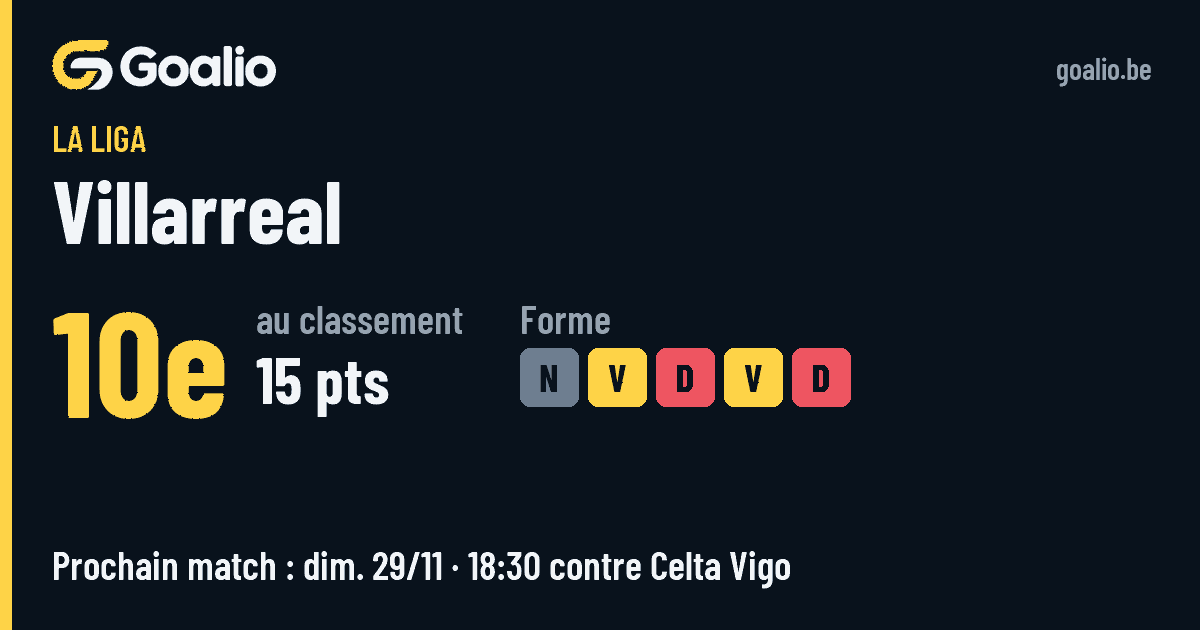 Goalio
goalio.be
LA LIGA
Villarreal
10e
au classement
15 pts
Forme
N V D V D
Prochain match : dim. 29/11 · 18:30 contre Celta Vigo